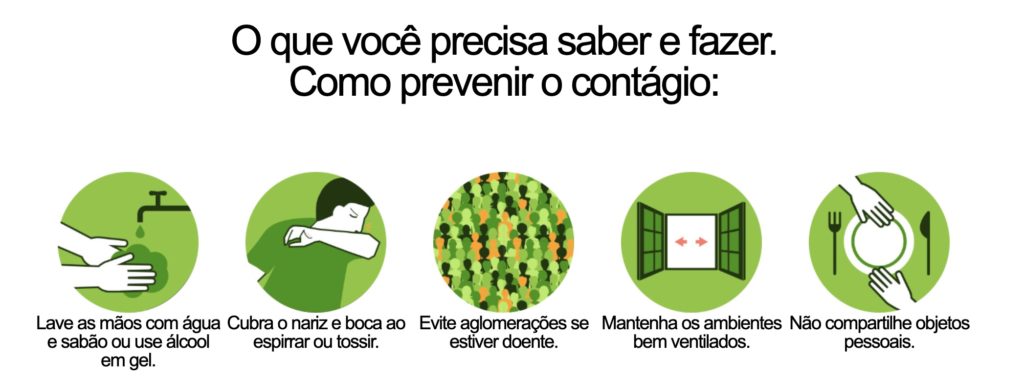 O que você precisa saber e fazer.
Como prevenir o contágio:
Lave as mãos com água
e sabão ou use álcool
em gel.
Cubra o nariz e boca ao
espirrar ou tossir.
Evite aglomerações se
estiver doente.
Mantenha os ambientes
bem ventilados.
Não compartilhe objetos
pessoais.